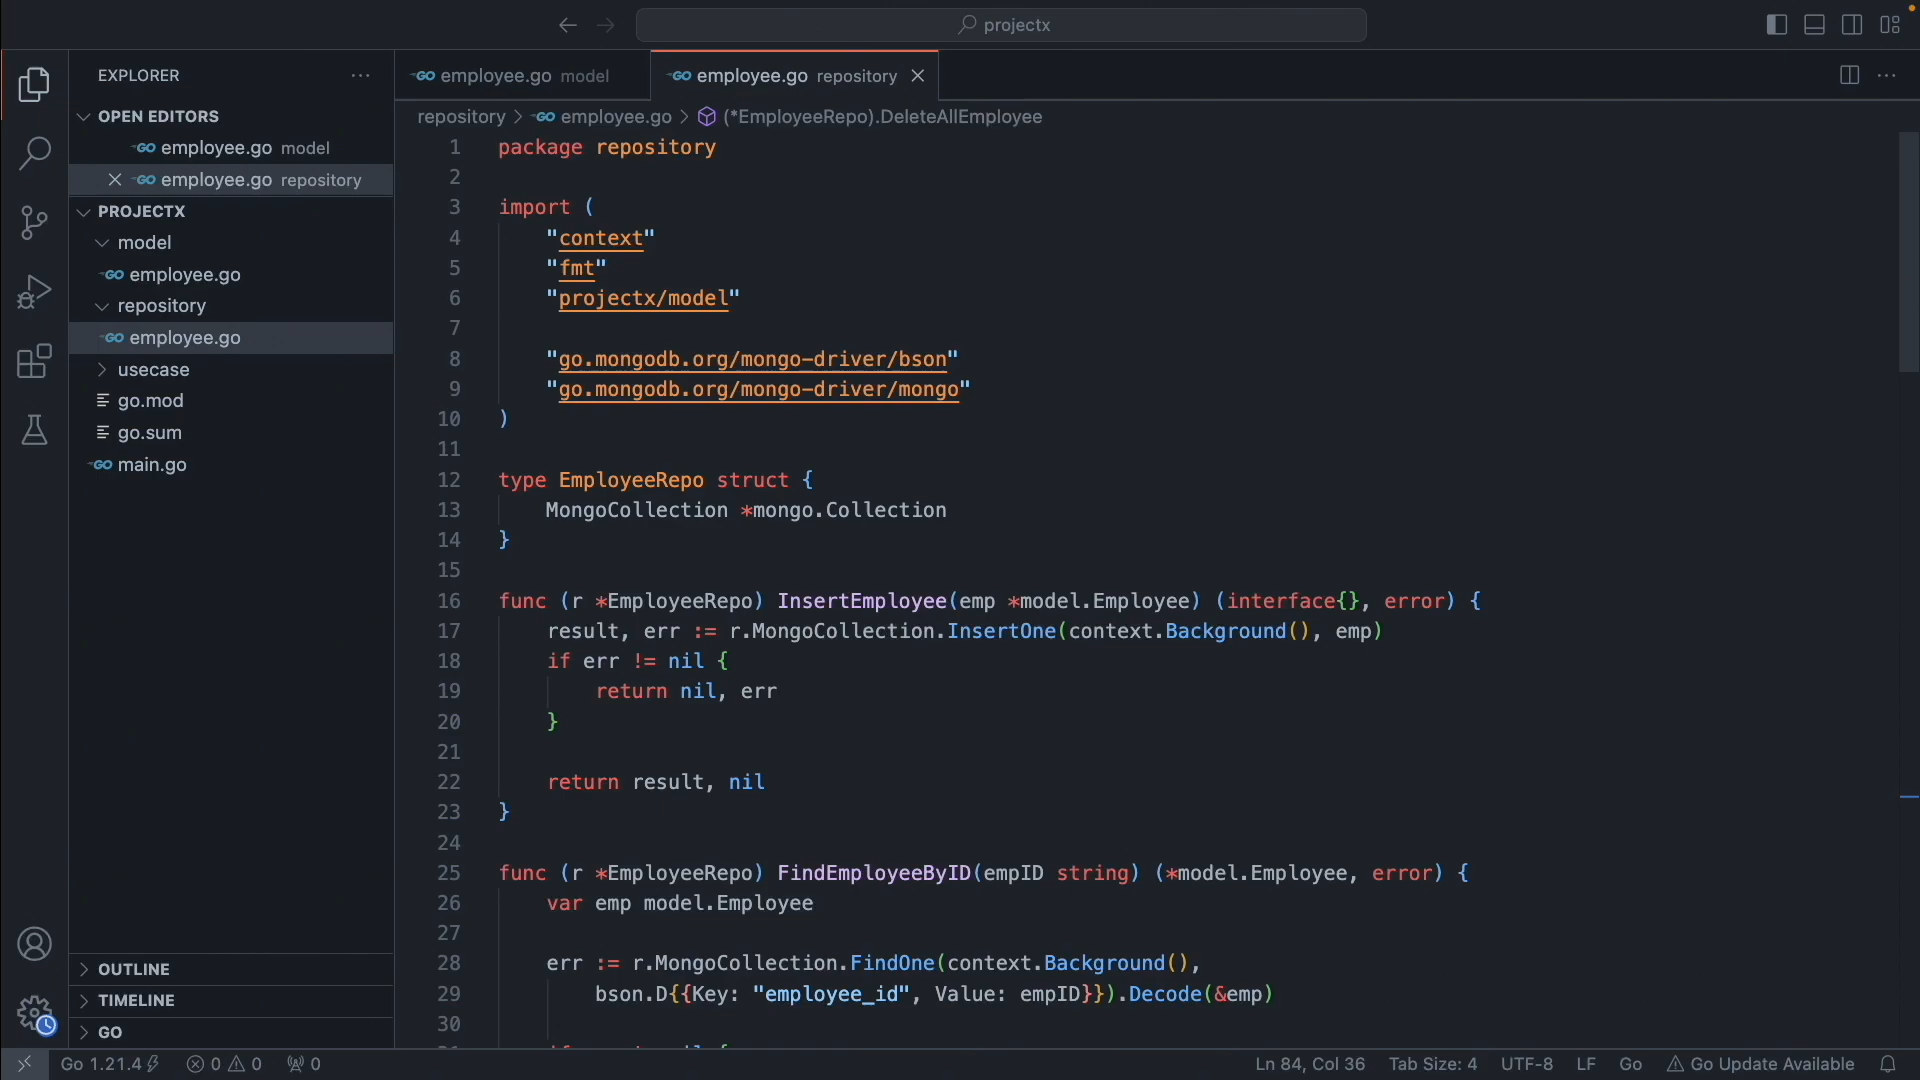 projectx
EXPLORER
OPEN EDITORS
GO employee.go model
GO employee.go repository
PROJECTX
model
GO employee.go
repository
GO employee.go
usecase
go.mod
go.sum
GO main.go
OUTLINE
TIMELINE
GO
GO employee.go model
GO employee.go repository
repository > GO employee.go > (*EmployeeRepo).DeleteAllEmployee
1 package repository
2
3 import (
4 "context"
5 "fmt"
6 "projectx/model"
7
8 "go.mongodb.org/mongo-driver/bson"
9 "go.mongodb.org/mongo-driver/mongo"
10 )
11
12 type EmployeeRepo struct {
13 MongoCollection *mongo.Collection
14 }
15
16 func (r *EmployeeRepo) InsertEmployee(emp *model.Employee) (interface{}, error) {
17 result, err := r.MongoCollection.InsertOne(context.Background(), emp)
18 if err != nil {
19 return nil, err
20 }
21
22 return result, nil
23 }
24
25 func (r *EmployeeRepo) FindEmployeeByID(empID string) (*model.Employee, error) {
26 var emp model.Employee
27
28 err := r.MongoCollection.FindOne(context.Background(),
29 bson.D{{Key: "employee_id", Value: empID}}).Decode(&emp)
30
Go 1.21.4 0 0 0 Ln 84, Col 36 Tab Size: 4 UTF-8 LF Go Go Update Available